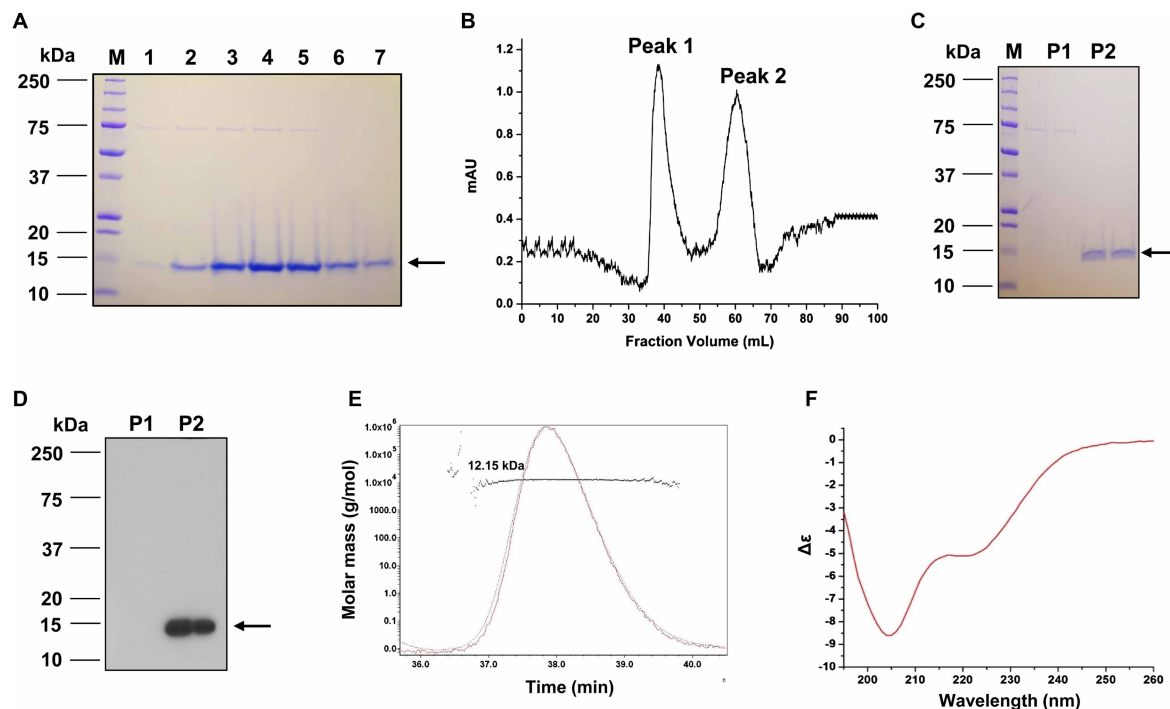 A
kDa M 1 2 3 4 5 6 7
250
75
37
20
15
10
B
Peak 1
Peak 2
mAU
1.2
1.0
0.8
0.6
0.4
0.2
0.0
0 10 20 30 40 50 60 70 80 90 100
Fraction Volume (mL)
C
kDa M P1 P2
250
75
37
20
15
10
D
kDa P1 P2
250
75
37
20
15
10
E
Molar mass (g/mol)
1.0x10⁶
1.0x10⁵
1.0x10⁴
1000.0
100.0
10.0
1.0
0.1
0.0
12.15 kDa
36.0 37.0 38.0 39.0 40.0
Time (min)
F
Δε
0
-1
-2
-3
-4
-5
-6
-7
-8
-9
-10
200 210 220 230 240 250 260
Wavelength (nm)